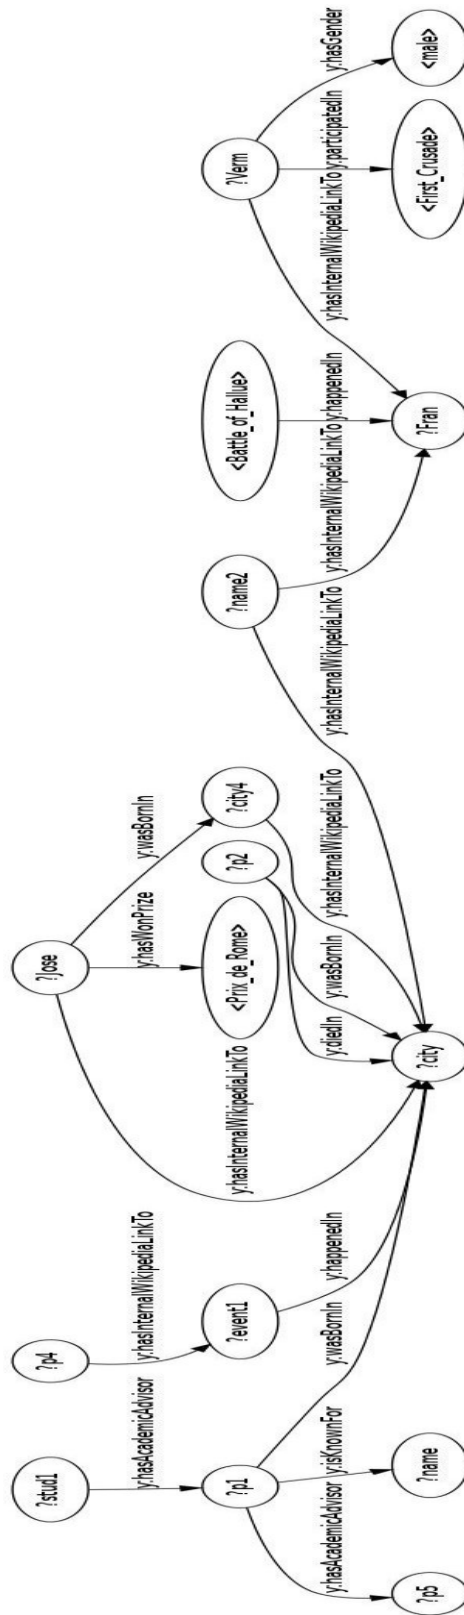 ?stud1 ?p4 ?Jose
y:hasAcademicAdvisor y:hasInternalWikipediaLinkTo y:hasWonPrize y:wasBornIn
?p1 ?event1 y:hasInternalWikipediaLinkTo <Prix_de_Rome> ?p2 ?city4 ?name2 <Battle_of_Hallue> ?Verm
y:hasAcademicAdvisor y:isKnownFor y:wasBornIn y:happenedIn y:diedIn y:wasBornIn y:hasInternalWikipediaLinkTo y:hasInternalWikipediaLinkTo y:hasInternalWikipediaLinkTo y:happenedIn y:hasInternalWikipediaLinkTo y:participatedIn y:hasGender
?p5 ?name ?city ?Fran <First_Crusade> <male>